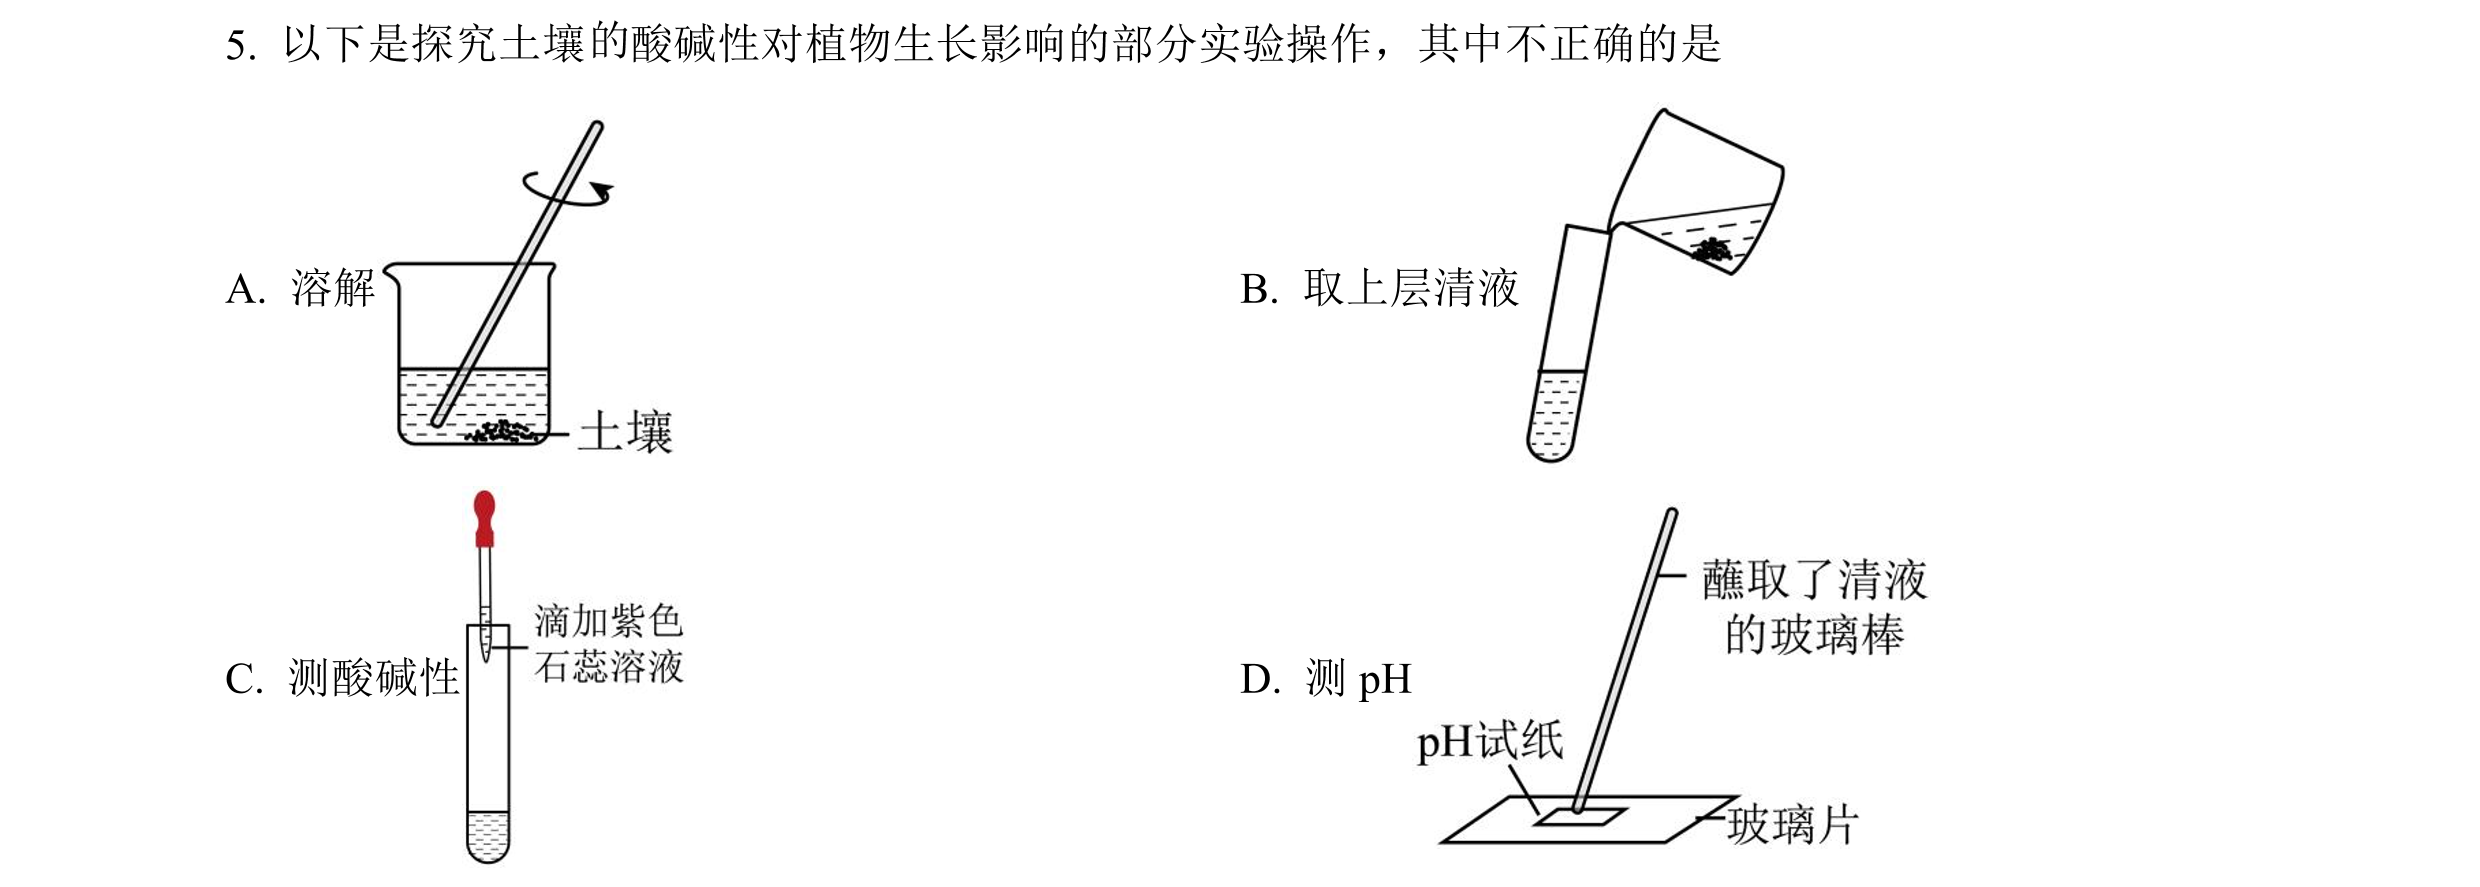 5. 以下是探究土壤的酸碱性对植物生长影响的部分实验操作，其中不正确的是
A. 溶解
土壤
B. 取上层清液
C. 测酸碱性
滴加紫色
石蕊溶液
D. 测 pH
蘸取了清液
的玻璃棒
pH试纸
玻璃片